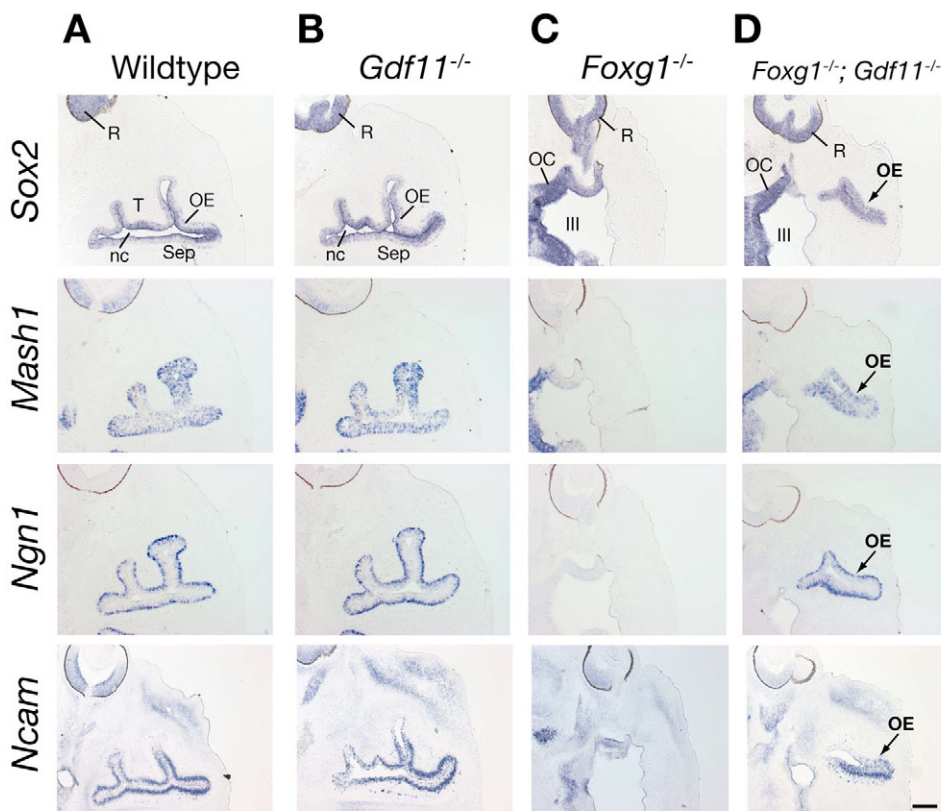 A B C D
Wildtype Gdf11-/- Foxg1-/- Foxg1-/-; Gdf11-/-
Sox2
R
T
OE
nc
Sep
R
OE
nc
Sep
OC
R
III
OC
R
OE
III
Mash1
OE
Ngn1
OE
Ncam
OE